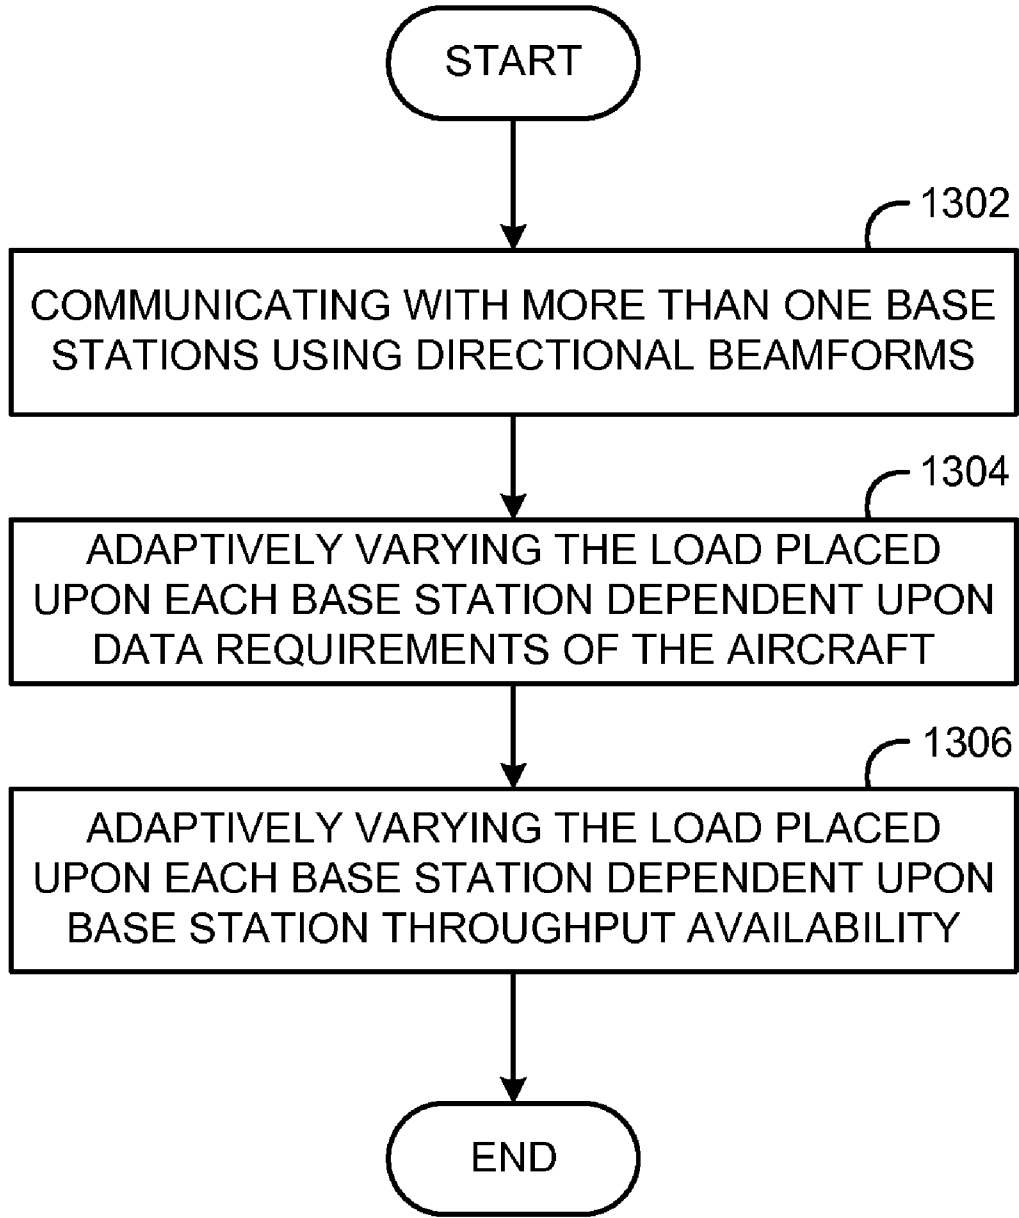 START
1302
COMMUNICATING WITH MORE THAN ONE BASE
STATIONS USING DIRECTIONAL BEAMFORMS
1304
ADAPTIVELY VARYING THE LOAD PLACED
UPON EACH BASE STATION DEPENDENT UPON
DATA REQUIREMENTS OF THE AIRCRAFT
1306
ADAPTIVELY VARYING THE LOAD PLACED
UPON EACH BASE STATION DEPENDENT UPON
BASE STATION THROUGHPUT AVAILABILITY
END